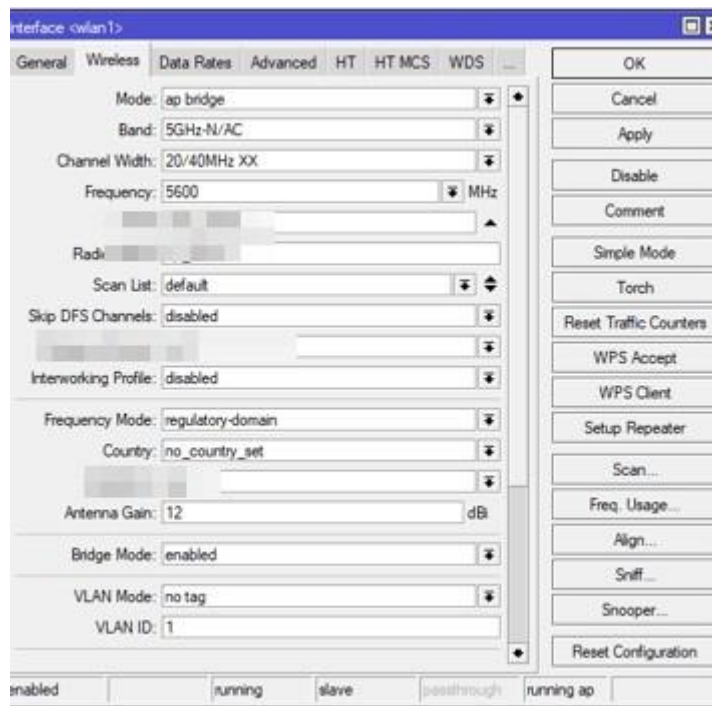 nterface <wlan1>
General Wireless Data Rates Advanced HT HT MCS WDS ...
Mode: ap bridge
Band: 5GHz-N/AC
Channel Width: 20/40MHz XX
Frequency: 5600 MHz
Radi
Scan List: default
Skip DFS Channels: disabled
Interworking Profile: disabled
Frequency Mode: regulatory-domain
Country: no_country_set
Antenna Gain: 12 dBi
Bridge Mode: enabled
VLAN Mode: no tag
VLAN ID: 1
OK
Cancel
Apply
Disable
Comment
Simple Mode
Torch
Reset Traffic Counters
WPS Accept
WPS Client
Setup Repeater
Scan...
Freq. Usage...
Align...
Sniff...
Snooper...
Reset Configuration
enabled running slave passthrough running ap